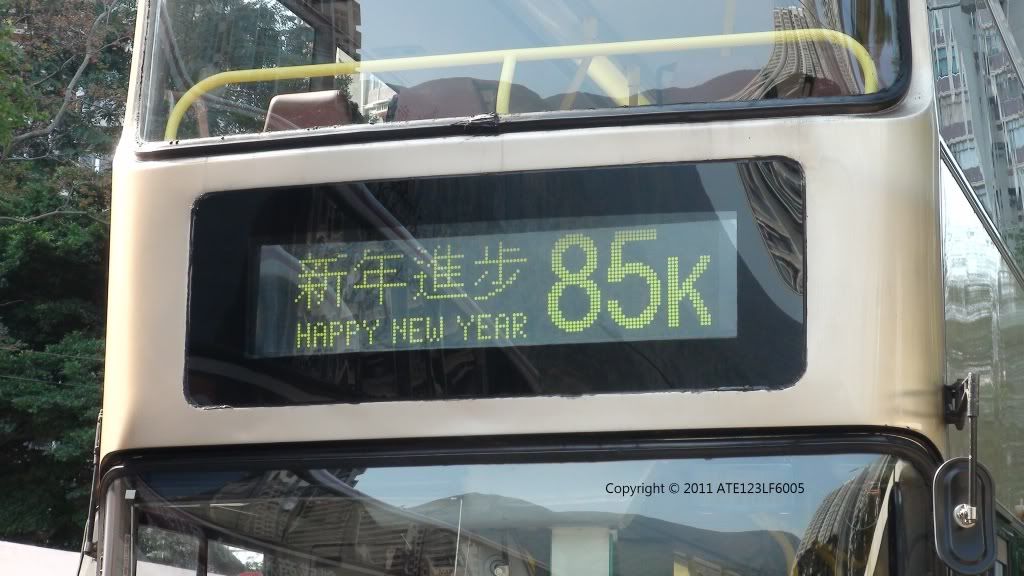 新年進步 85K
HAPPY NEW YEAR
Copyright © 2011 ATE123LF6005